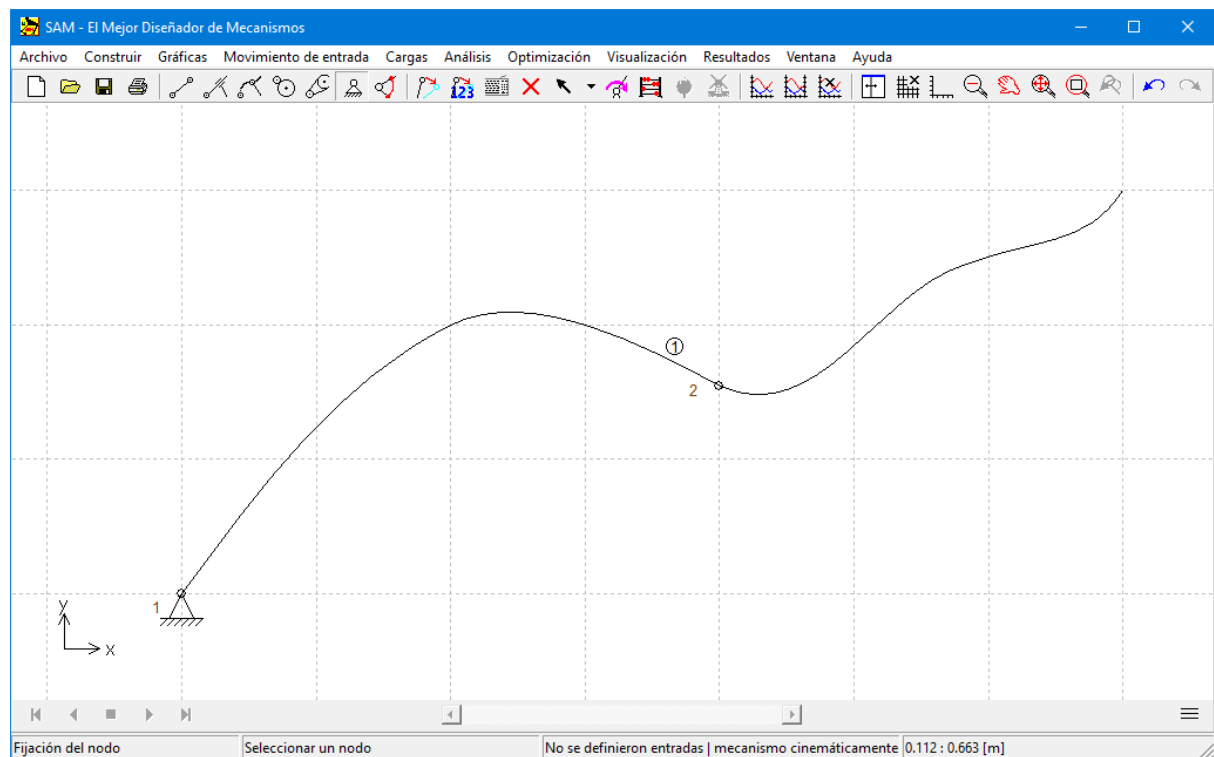 SAM - El Mejor Diseñador de Mecanismos
Archivo Construir Gráficas Movimiento de entrada Cargas Análisis Optimización Visualización Resultados Ventana Ayuda
123
1
2
1
y
x
Fijación del nodo Seleccionar un nodo No se definieron entradas | mecanismo cinemáticamente 0.112 : 0.663 [m]